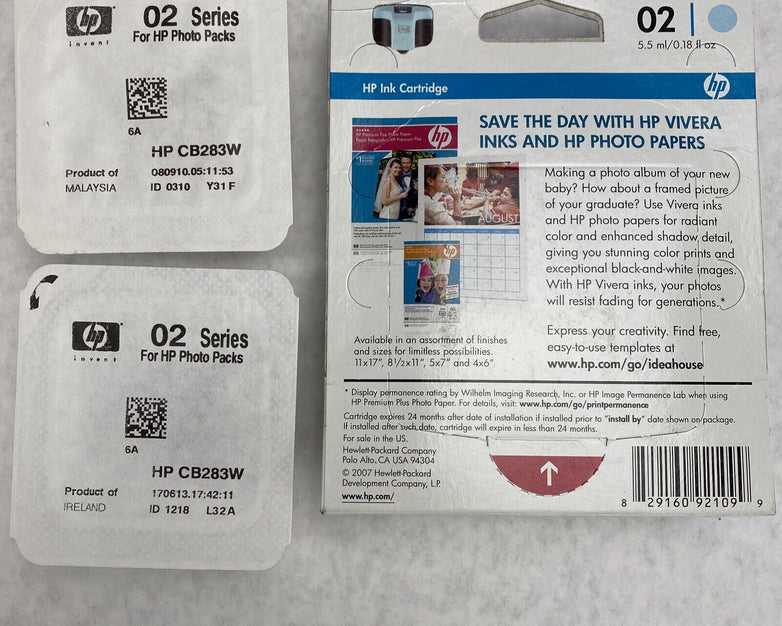 hp
invent
02 Series
For HP Photo Packs
6A
HP CB283W
Product of
MALAYSIA
080910.05:11:53
ID 0310 Y31 F
hp
invent
02 Series
For HP Photo Packs
6A
HP CB283W
Product of
IRELAND
170613.17:42:11
ID 1218 L32A
02
5.5 ml/0.18 fl oz
HP Ink Cartridge
hp
SAVE THE DAY WITH HP VIVERA
INKS AND HP PHOTO PAPERS
hp
AUGUST
hp
Making a photo album of your new
baby? How about a framed picture
of your graduate? Use Vivera inks
and HP photo papers for radiant
color and enhanced shadow detail,
giving you stunning color prints and
exceptional black-and-white images.
With HP Vivera inks, your photos
will resist fading for generations.*
Available in an assortment of finishes
and sizes for limitless possibilities.
11x17", 8 1/2x11", 5x7" and 4x6"
Express your creativity. Find free,
easy-to-use templates at
www.hp.com/go/ideahouse
* Display permanence rating by Wilhelm Imaging Research, Inc. or HP Image Permanence Lab when using
HP Premium Plus Photo Paper. For details, visit: www.hp.com/go/printpermanence
Cartridge expires 24 months after date of installation if installed prior to "install by" date shown on package.
If installed after such date, cartridge will expire in less than 24 months.
For sale in the US.
Hewlett-Packard Company
Palo Alto, CA USA 94304
© 2007 Hewlett-Packard
Development Company, L.P.
www.hp.com/
8 29160 92109 9